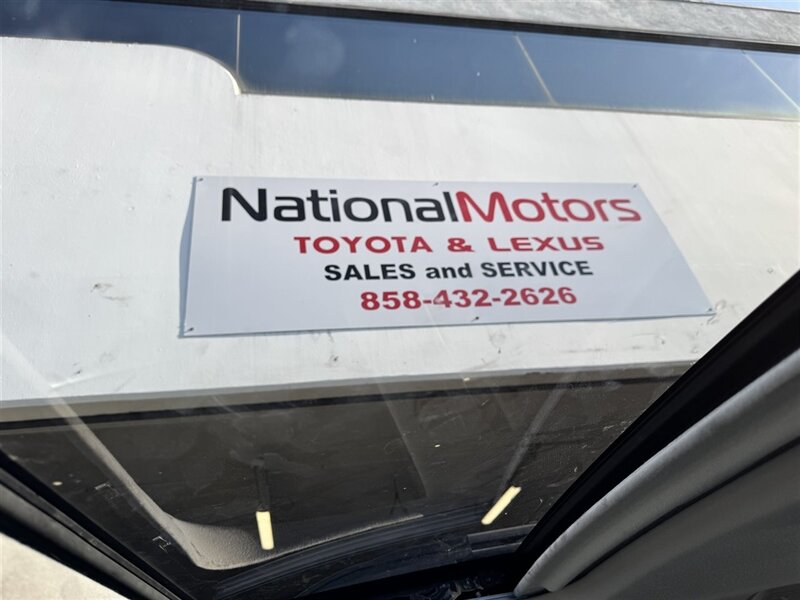 NationalMotors
TOYOTA & LEXUS
SALES and SERVICE
858-432-2626